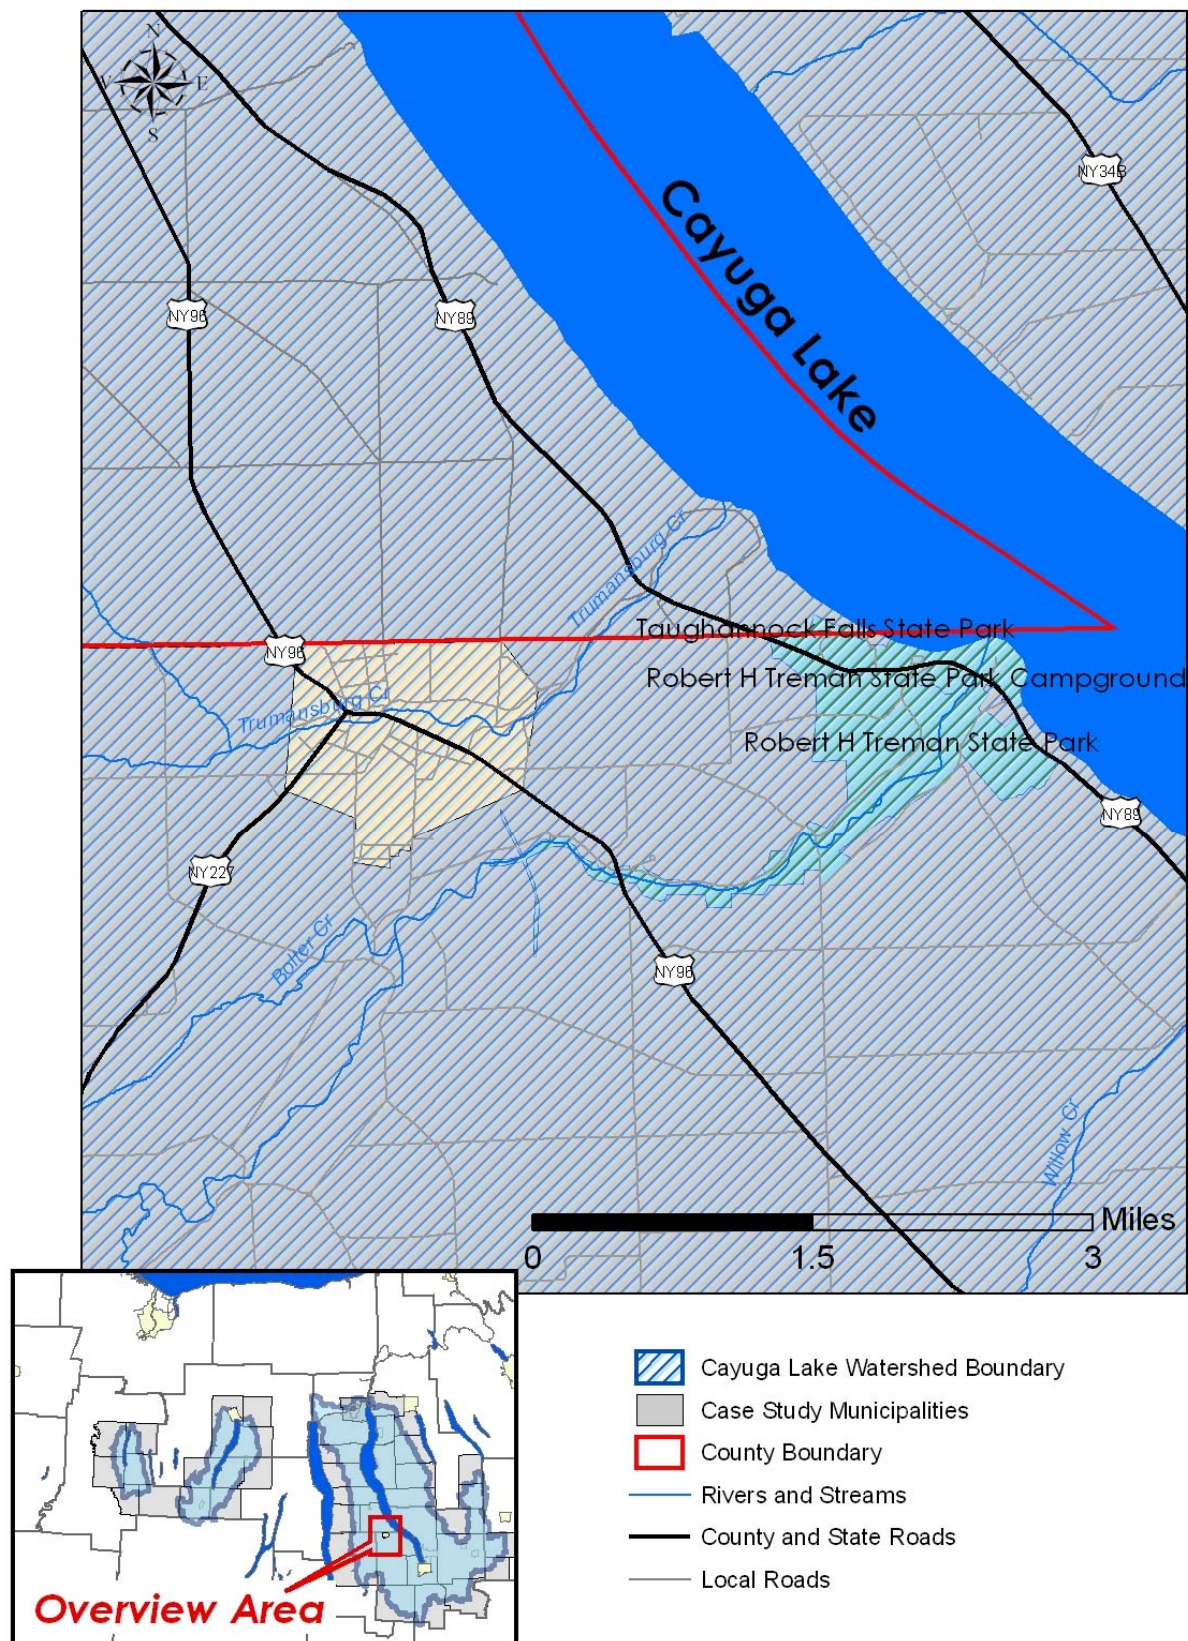 N
W E
S
NY34B
Cayuga Lake
NY96
NY89
Trumansburg Cr
Taughannock Falls State Park
NY96
Robert H Treman State Park Campground
Trumansburg Cr
Robert H Treman State Park
NY89
NY227
Bolter Cr
NY96
Willow Cr
Miles
0 1.5 3
Cayuga Lake Watershed Boundary
Case Study Municipalities
County Boundary
Rivers and Streams
County and State Roads
Local Roads
Overview Area